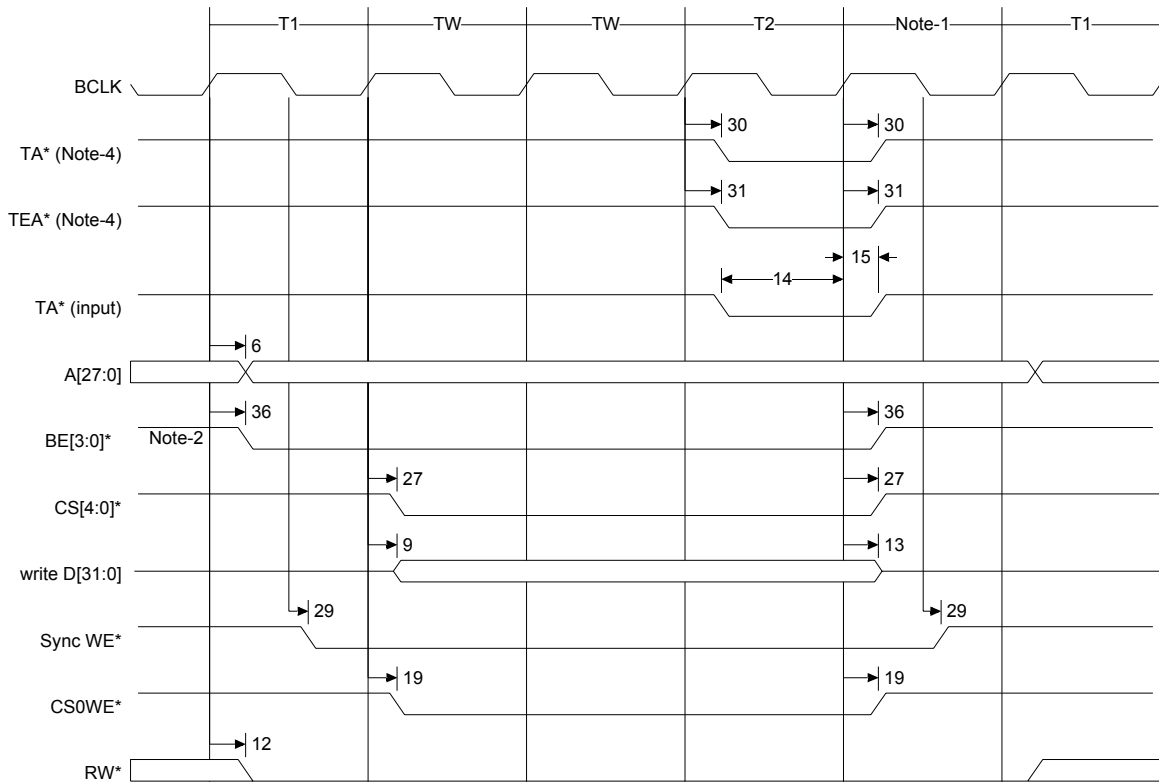 T1 TW TW T2 Note-1 T1
BCLK
30 30
TA* (Note-4)
31 31
TEA* (Note-4)
15
14
TA* (input)
6
A[27:0]
36 36
BE[3:0]* Note-2
27 27
CS[4:0]*
9 13
write D[31:0]
29 29
Sync WE*
19 19
CS0WE*
12
RW*